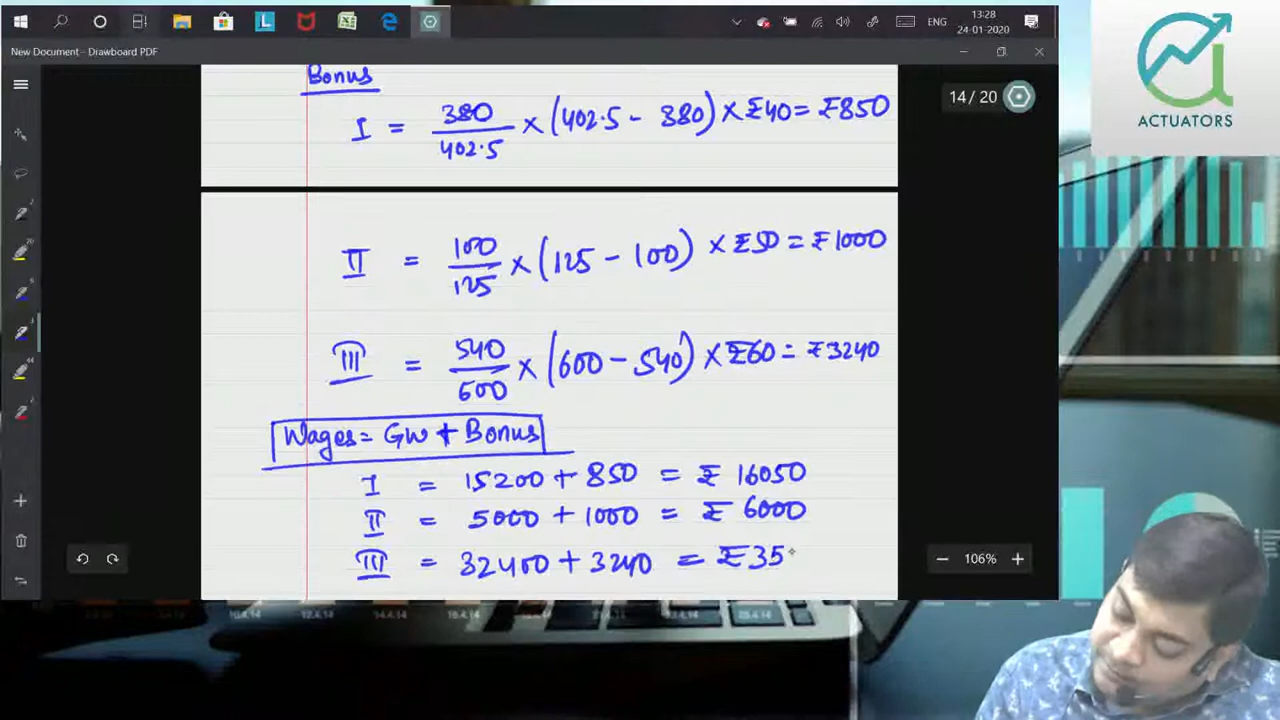 ENG
13:28
24-01-2020
New Document - Drawboard PDF
14 / 20
ACTUATORS
Bonus
I = 380/402.5 × (402.5 - 380) × ₹40 = ₹850
II = 100/125 × (125 - 100) × ₹50 = ₹1000
III = 540/600 × (600 - 540) × ₹60 = ₹3240
Wages = GW + Bonus
I = 15200 + 850 = ₹ 16050
II = 5000 + 1000 = ₹ 6000
III = 32400 + 3240 = ₹35
106%